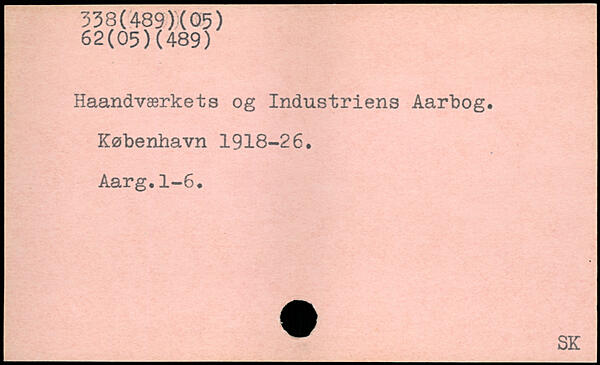 338(489)(05)
62(05)(489)
Haandværkets og Industriens Aarbog.
København 1918-26.
Aarg.1-6.
SK